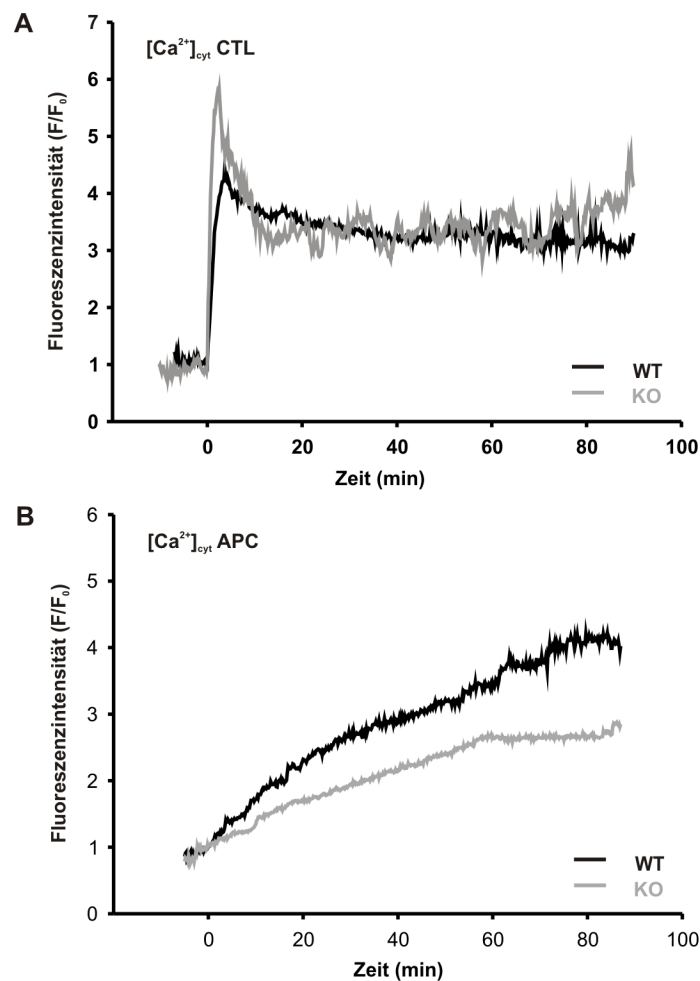 A
7
[Ca²⁺]cyt CTL
6
5
4
3
2
1
0
Fluoreszenzintensität (F/F₀)
WT
KO
0 20 40 60 80 100
Zeit (min)
B
6
[Ca²⁺]cyt APC
5
4
3
2
1
0
Fluoreszenzintensität (F/F₀)
WT
KO
0 20 40 60 80 100
Zeit (min)